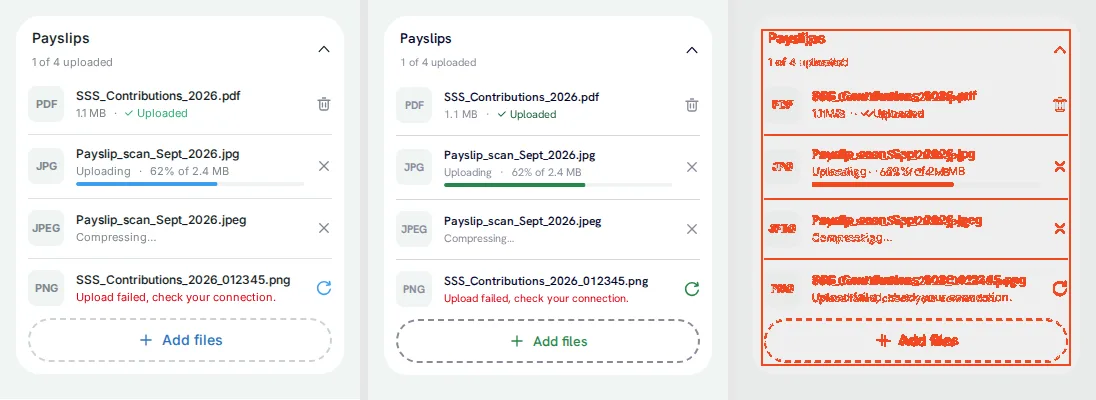 Payslips
1 of 4 uploaded
PDF
SSS_Contributions_2026.pdf
1.1 MB · ✓ Uploaded
JPG
Payslip_scan_Sept_2026.jpg
Uploading · 62% of 2.4 MB
JPEG
Payslip_scan_Sept_2026.jpeg
Compressing...
PNG
SSS_Contributions_2026_012345.png
Upload failed, check your connection.
+ Add files
Payslips
1 of 4 uploaded
PDF
SSS_Contributions_2026.pdf
1.1 MB · ✓ Uploaded
JPG
Payslip_scan_Sept_2026.jpg
Uploading · 62% of 2.4 MB
JPEG
Payslip_scan_Sept_2026.jpeg
Compressing...
PNG
SSS_Contributions_2026_012345.png
Upload failed, check your connection.
+ Add files
Payslips
1 of 4 uploaded
+ Add files